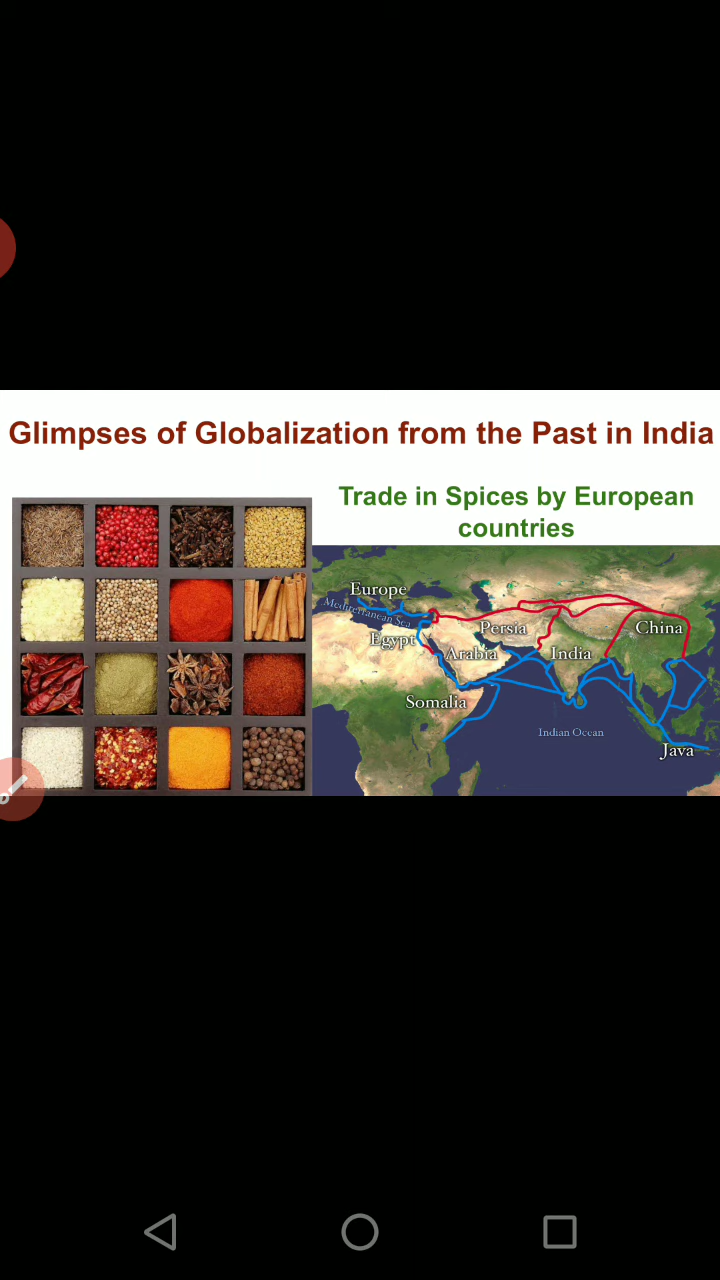 Glimpses of Globalization from the Past in India
Trade in Spices by European
countries
Europe
Mediterranean Sea
Egypt
Persia
China
Arabia
India
Somalia
Indian Ocean
Java